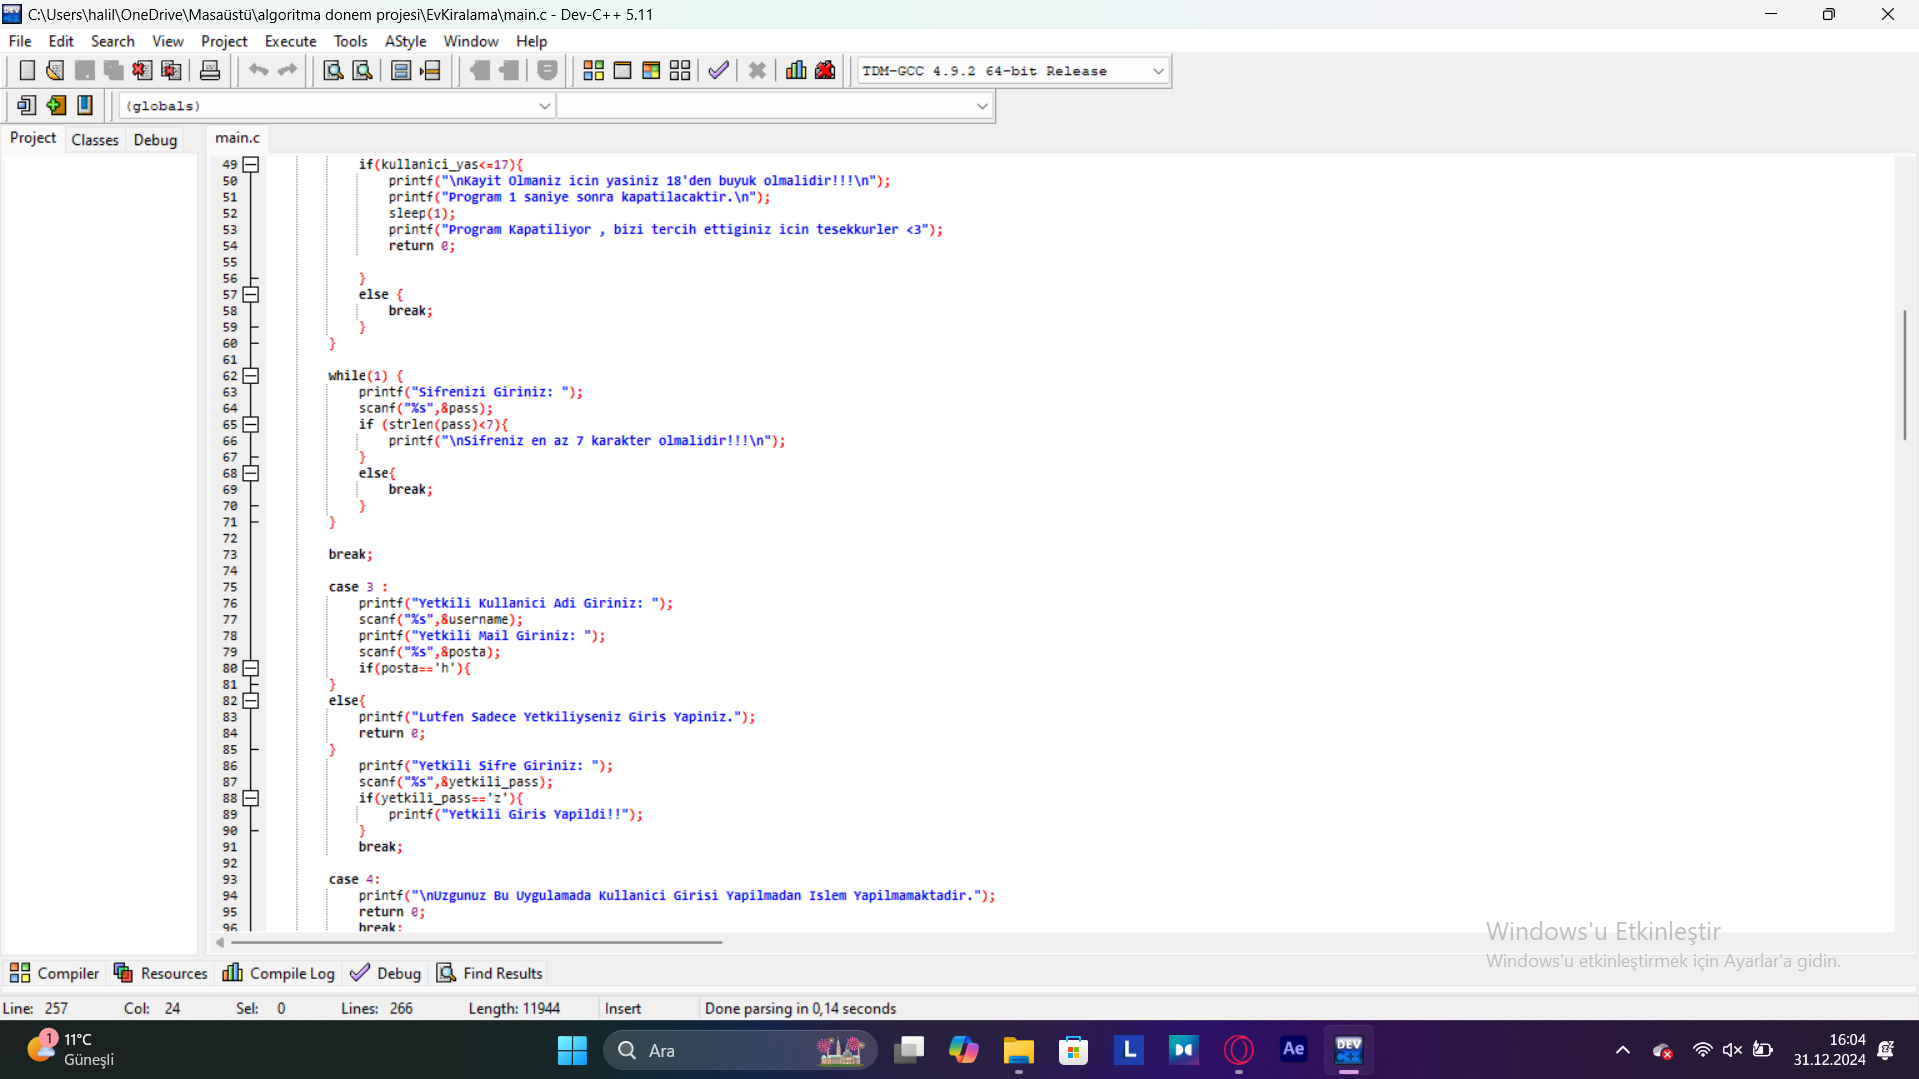 C:\Users\halil\OneDrive\Masaüstü\algoritma donem projesi\EvKiralama\main.c - Dev-C++ 5.11
File Edit Search View Project Execute Tools AStyle Window Help
TDM-GCC 4.9.2 64-bit Release
(globals)
Project Classes Debug main.c
49 if(kullanici_yas<=17){
50 printf("\nKayit Olmaniz icin yasiniz 18'den buyuk olmalidir!!!\n");
51 printf("Program 1 saniye sonra kapatilacaktir.\n");
52 sleep(1);
53 printf("Program Kapatiliyor , bizi tercih ettiginiz icin tesekkurler <3");
54 return 0;
55
56 }
57 else {
58 break;
59 }
60 }
61
62 while(1) {
63 printf("Sifrenizi Giriniz: ");
64 scanf("%s",&pass);
65 if (strlen(pass)<7){
66 printf("\nSifreniz en az 7 karakter olmalidir!!!\n");
67 }
68 else{
69 break;
70 }
71 }
72
73 break;
74
75 case 3 :
76 printf("Yetkili Kullanici Adi Giriniz: ");
77 scanf("%s",&username);
78 printf("Yetkili Mail Giriniz: ");
79 scanf("%s",&posta);
80 if(posta=='h'){
81 }
82 else{
83 printf("Lutfen Sadece Yetkiliyseniz Giris Yapiniz.");
84 return 0;
85 }
86 printf("Yetkili Sifre Giriniz: ");
87 scanf("%s",&yetkili_pass);
88 if(yetkili_pass=='z'){
89 printf("Yetkili Giris Yapildi!!");
90 }
91 break;
92
93 case 4:
94 printf("\nUzgunuz Bu Uygulamada Kullanici Girisi Yapilmadan Islem Yapilmamaktadir.");
95 return 0;
96 break;
Windows'u Etkinleştir
Windows'u etkinleştirmek için Ayarlar'a gidin.
Compiler Resources Compile Log Debug Find Results
Line: 257 Col: 24 Sel: 0 Lines: 266 Length: 11944 Insert Done parsing in 0,14 seconds
1
11°C
Güneşli
Ara
L
Ae
DEV
C++
16:04
31.12.2024